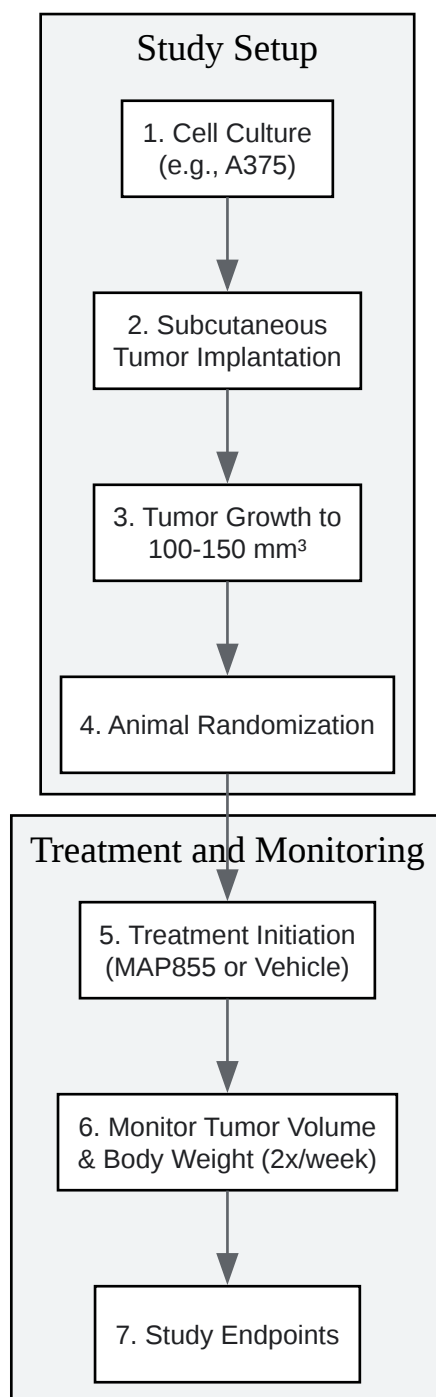 Study Setup
1. Cell Culture
(e.g., A375)
2. Subcutaneous
Tumor Implantation
3. Tumor Growth to
100-150 mm³
4. Animal Randomization
Treatment and Monitoring
5. Treatment Initiation
(MAP855 or Vehicle)
6. Monitor Tumor Volume
& Body Weight (2x/week)
7. Study Endpoints